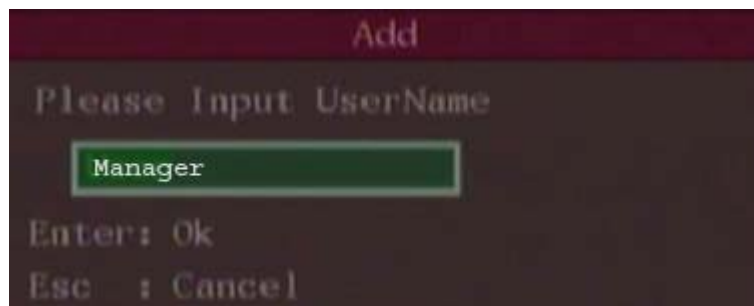 Add
Please Input UserName
Manager
Enter: Ok
Esc : Cancel